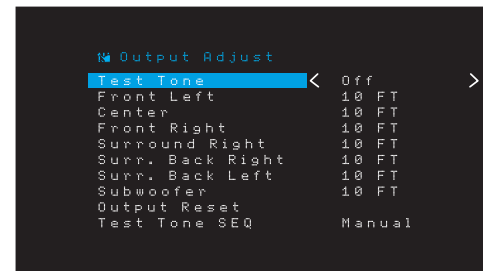 Output Adjust
Test Tone < Off >
Front Left 10 FT
Center 10 FT
Front Right 10 FT
Surround Right 10 FT
Surr. Back Right 10 FT
Surr. Back Left 10 FT
Subwoofer 10 FT
Output Reset
Test Tone SEQ Manual